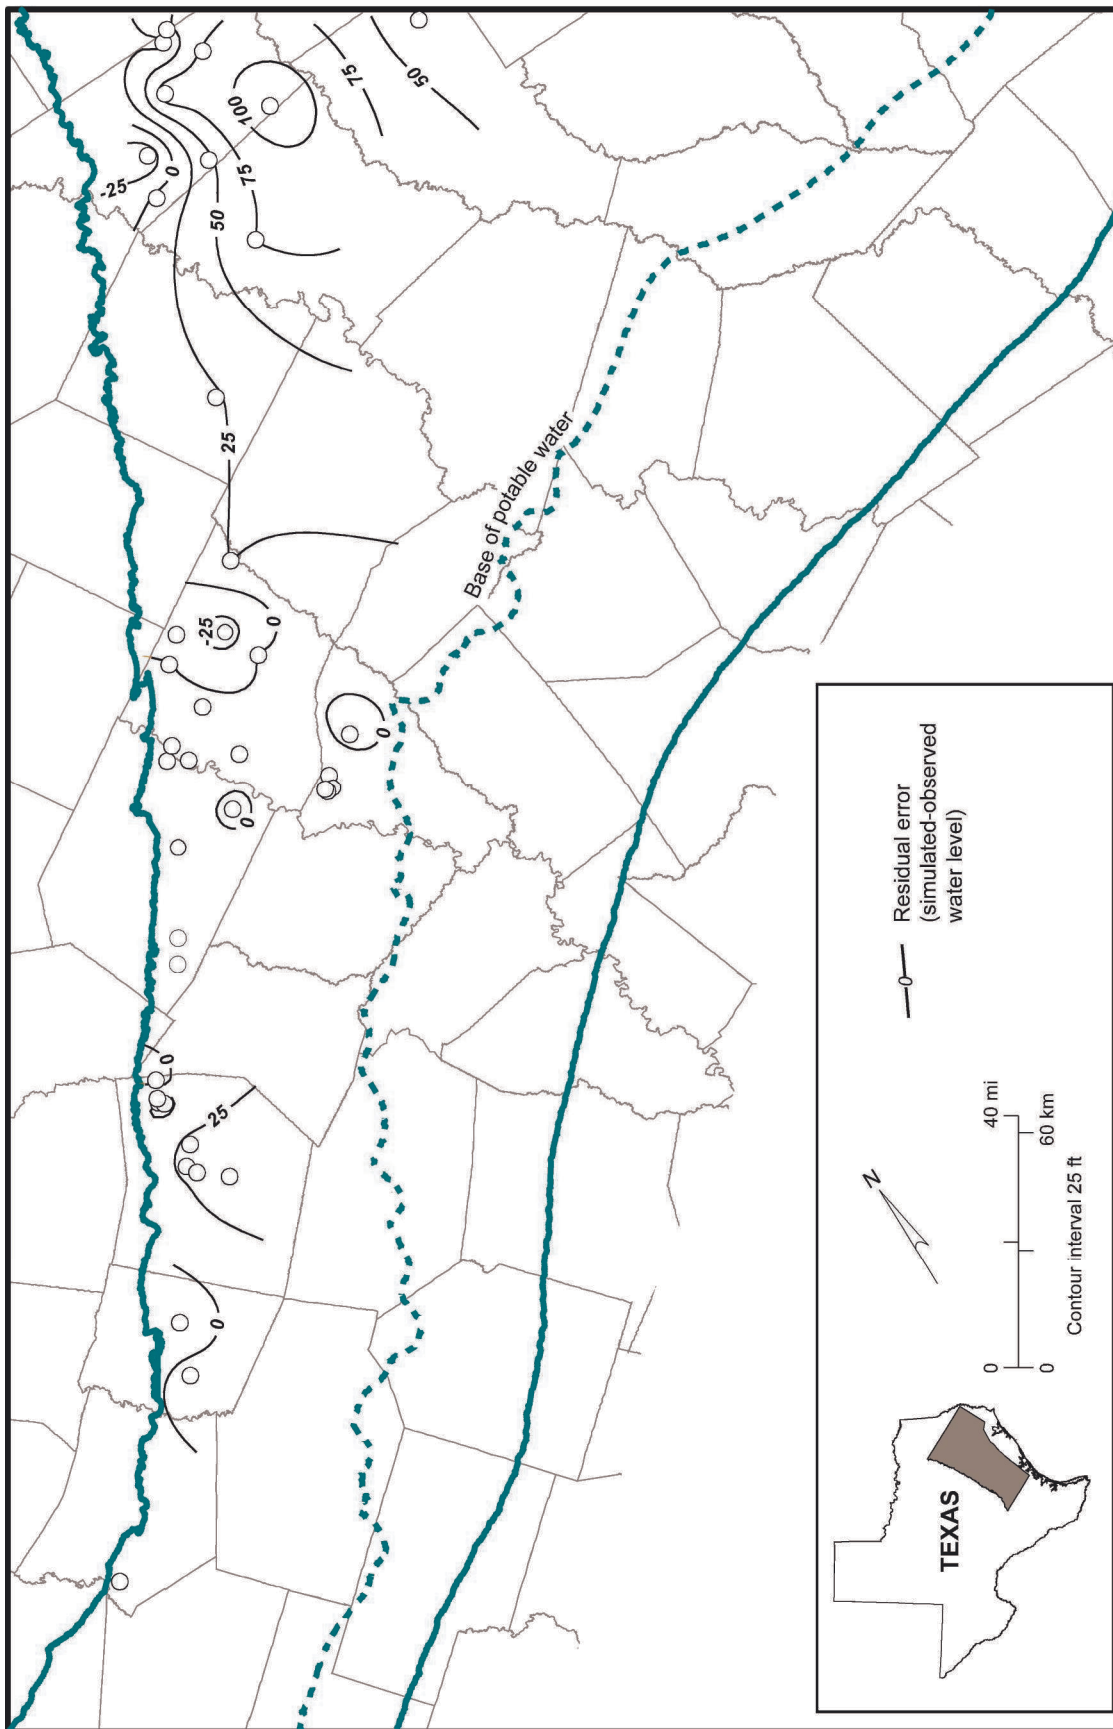 -25
0
100
75
50
75
50
25
-25
0
0
0
0
25
0
Base of potable water
0
Residual error
(simulated-observed
water level)
N
0
40 mi
0
60 km
Contour interval 25 ft
TEXAS